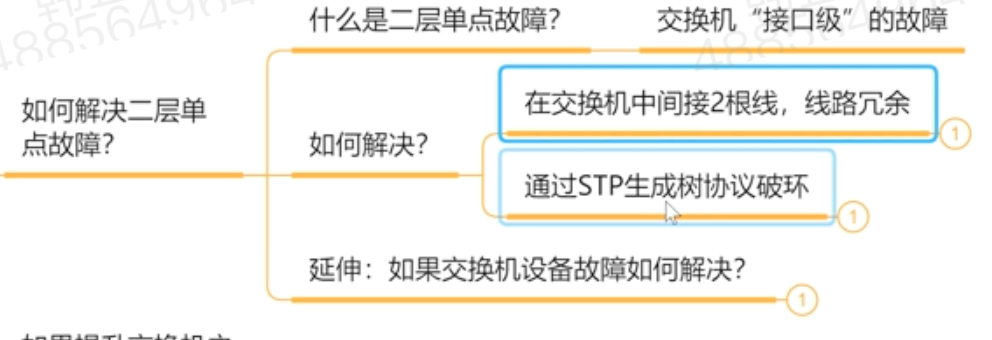 什么是二层单点故障？
交换机“接口级”的故障
如何解决二层单
点故障？
如何解决？
在交换机中间接2根线，线路冗余
1
通过STP生成树协议破环
1
延伸：如果交换机设备故障如何解决？
1